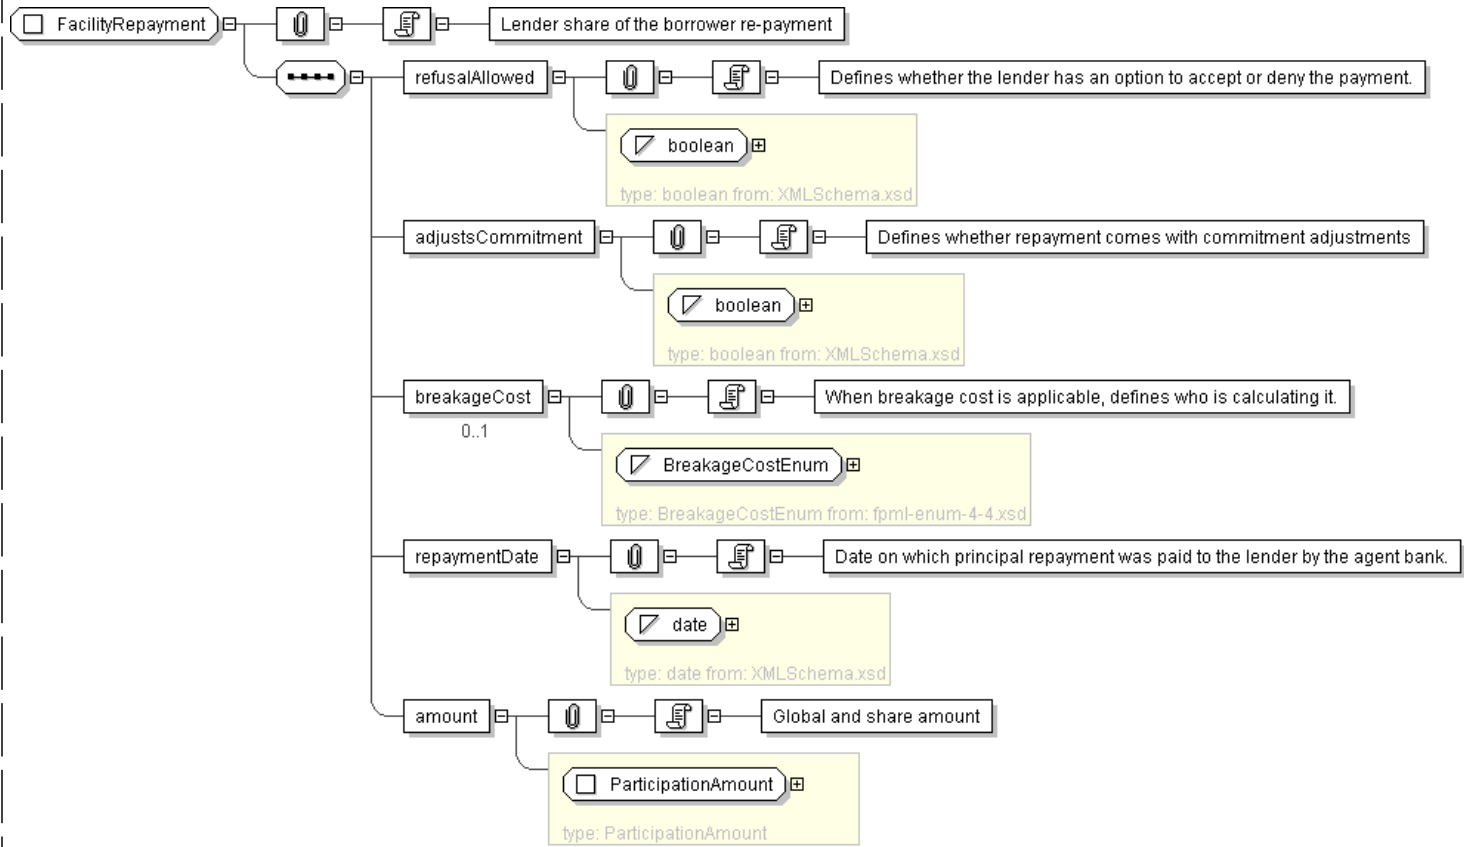 FacilityRepayment
Lender share of the borrower re-payment
refusalAllowed
Defines whether the lender has an option to accept or deny the payment.
boolean
type: boolean from: XMLSchema.xsd
adjustsCommitment
Defines whether repayment comes with commitment adjustments
boolean
type: boolean from: XMLSchema.xsd
breakageCost
When breakage cost is applicable, defines who is calculating it.
0..1
BreakageCostEnum
type: BreakageCostEnum from: fpml-enum-4-4.xsd
repaymentDate
Date on which principal repayment was paid to the lender by the agent bank.
date
type: date from: XMLSchema.xsd
amount
Global and share amount
ParticipationAmount
type: ParticipationAmount